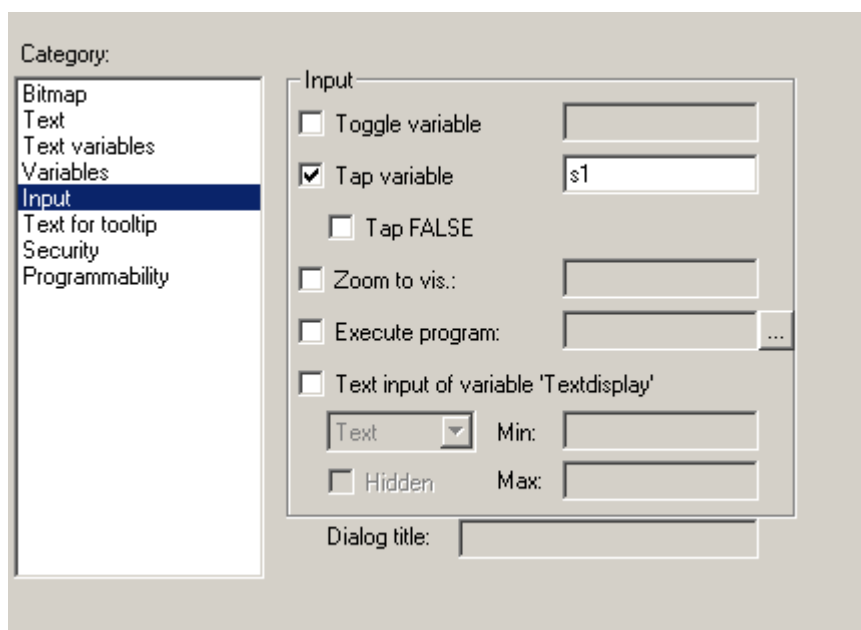 Category:
Bitmap
Text
Text variables
Variables
Input
Text for tooltip
Security
Programmability
Input
Toggle variable
Tap variable s1
Tap FALSE
Zoom to vis.:
Execute program: ...
Text input of variable 'Textdisplay'
Text Min:
Hidden Max:
Dialog title: